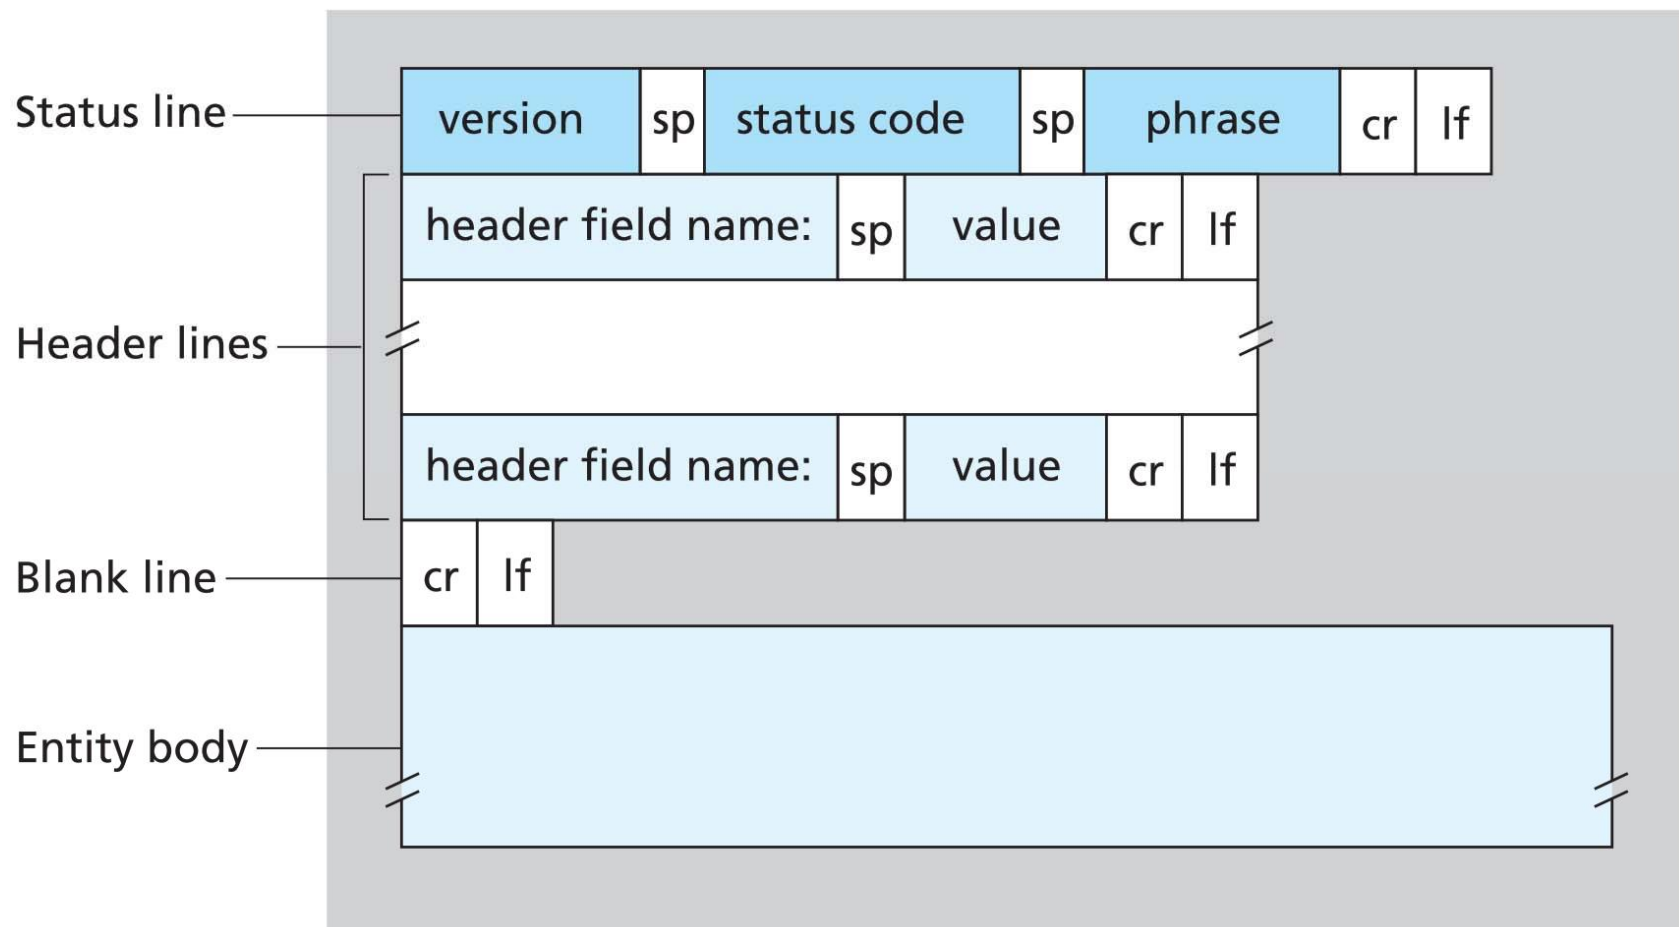 Status line version sp status code sp phrase cr lf
header field name: sp value cr lf
Header lines
header field name: sp value cr lf
Blank line cr lf
Entity body